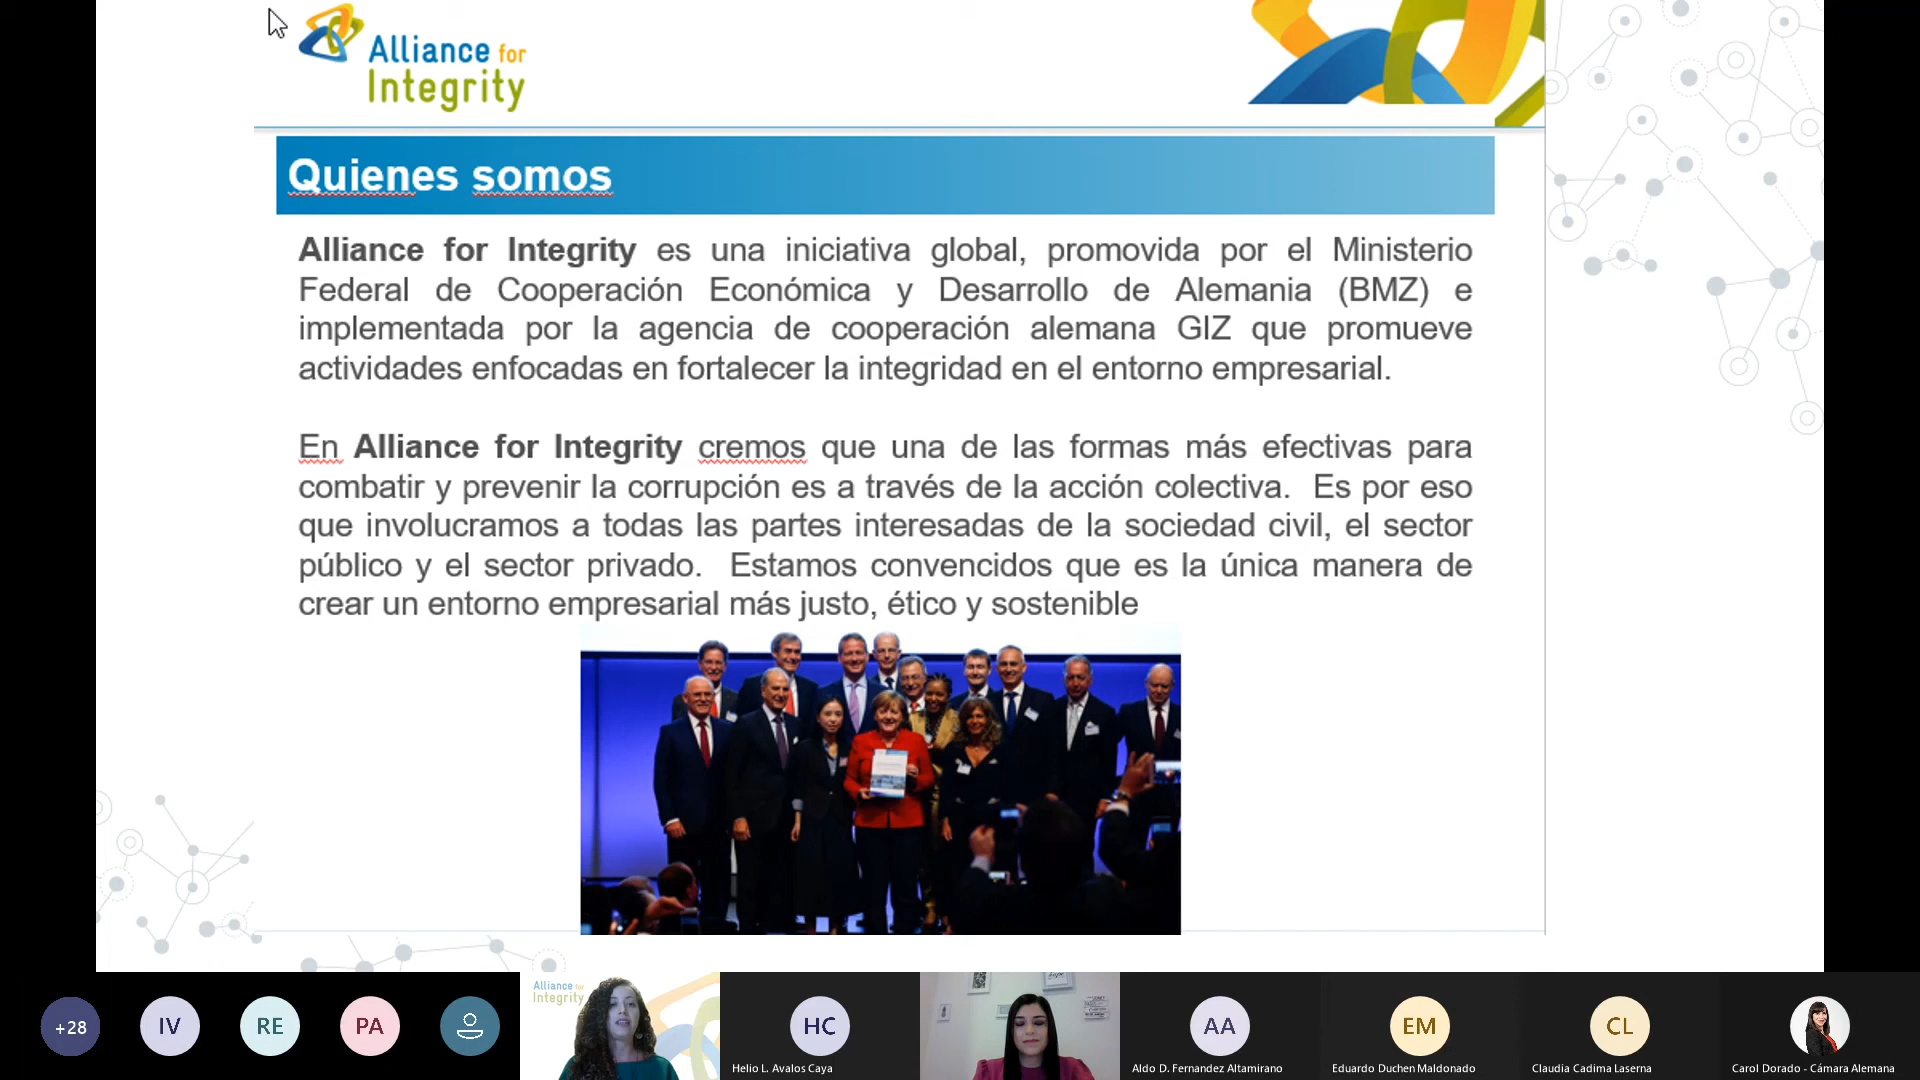 Alliance for
Integrity
Quienes somos
Alliance for Integrity es una iniciativa global, promovida por el Ministerio
Federal de Cooperación Económica y Desarrollo de Alemania (BMZ) e
implementada por la agencia de cooperación alemana GIZ que promueve
actividades enfocadas en fortalecer la integridad en el entorno empresarial.
En Alliance for Integrity cremos que una de las formas más efectivas para
combatir y prevenir la corrupción es a través de la acción colectiva. Es por eso
que involucramos a todas las partes interesadas de la sociedad civil, el sector
público y el sector privado. Estamos convencidos que es la única manera de
crear un entorno empresarial más justo, ético y sostenible
+28
IV
RE
PA
Alliance for
Integrity
HC
Helio L. Avalos Caya
AA
Aldo D. Fernandez Altamirano
EM
Eduardo Duchen Maldonado
CL
Claudia Cadima Laserna
Carol Dorado - Cámara Alemana